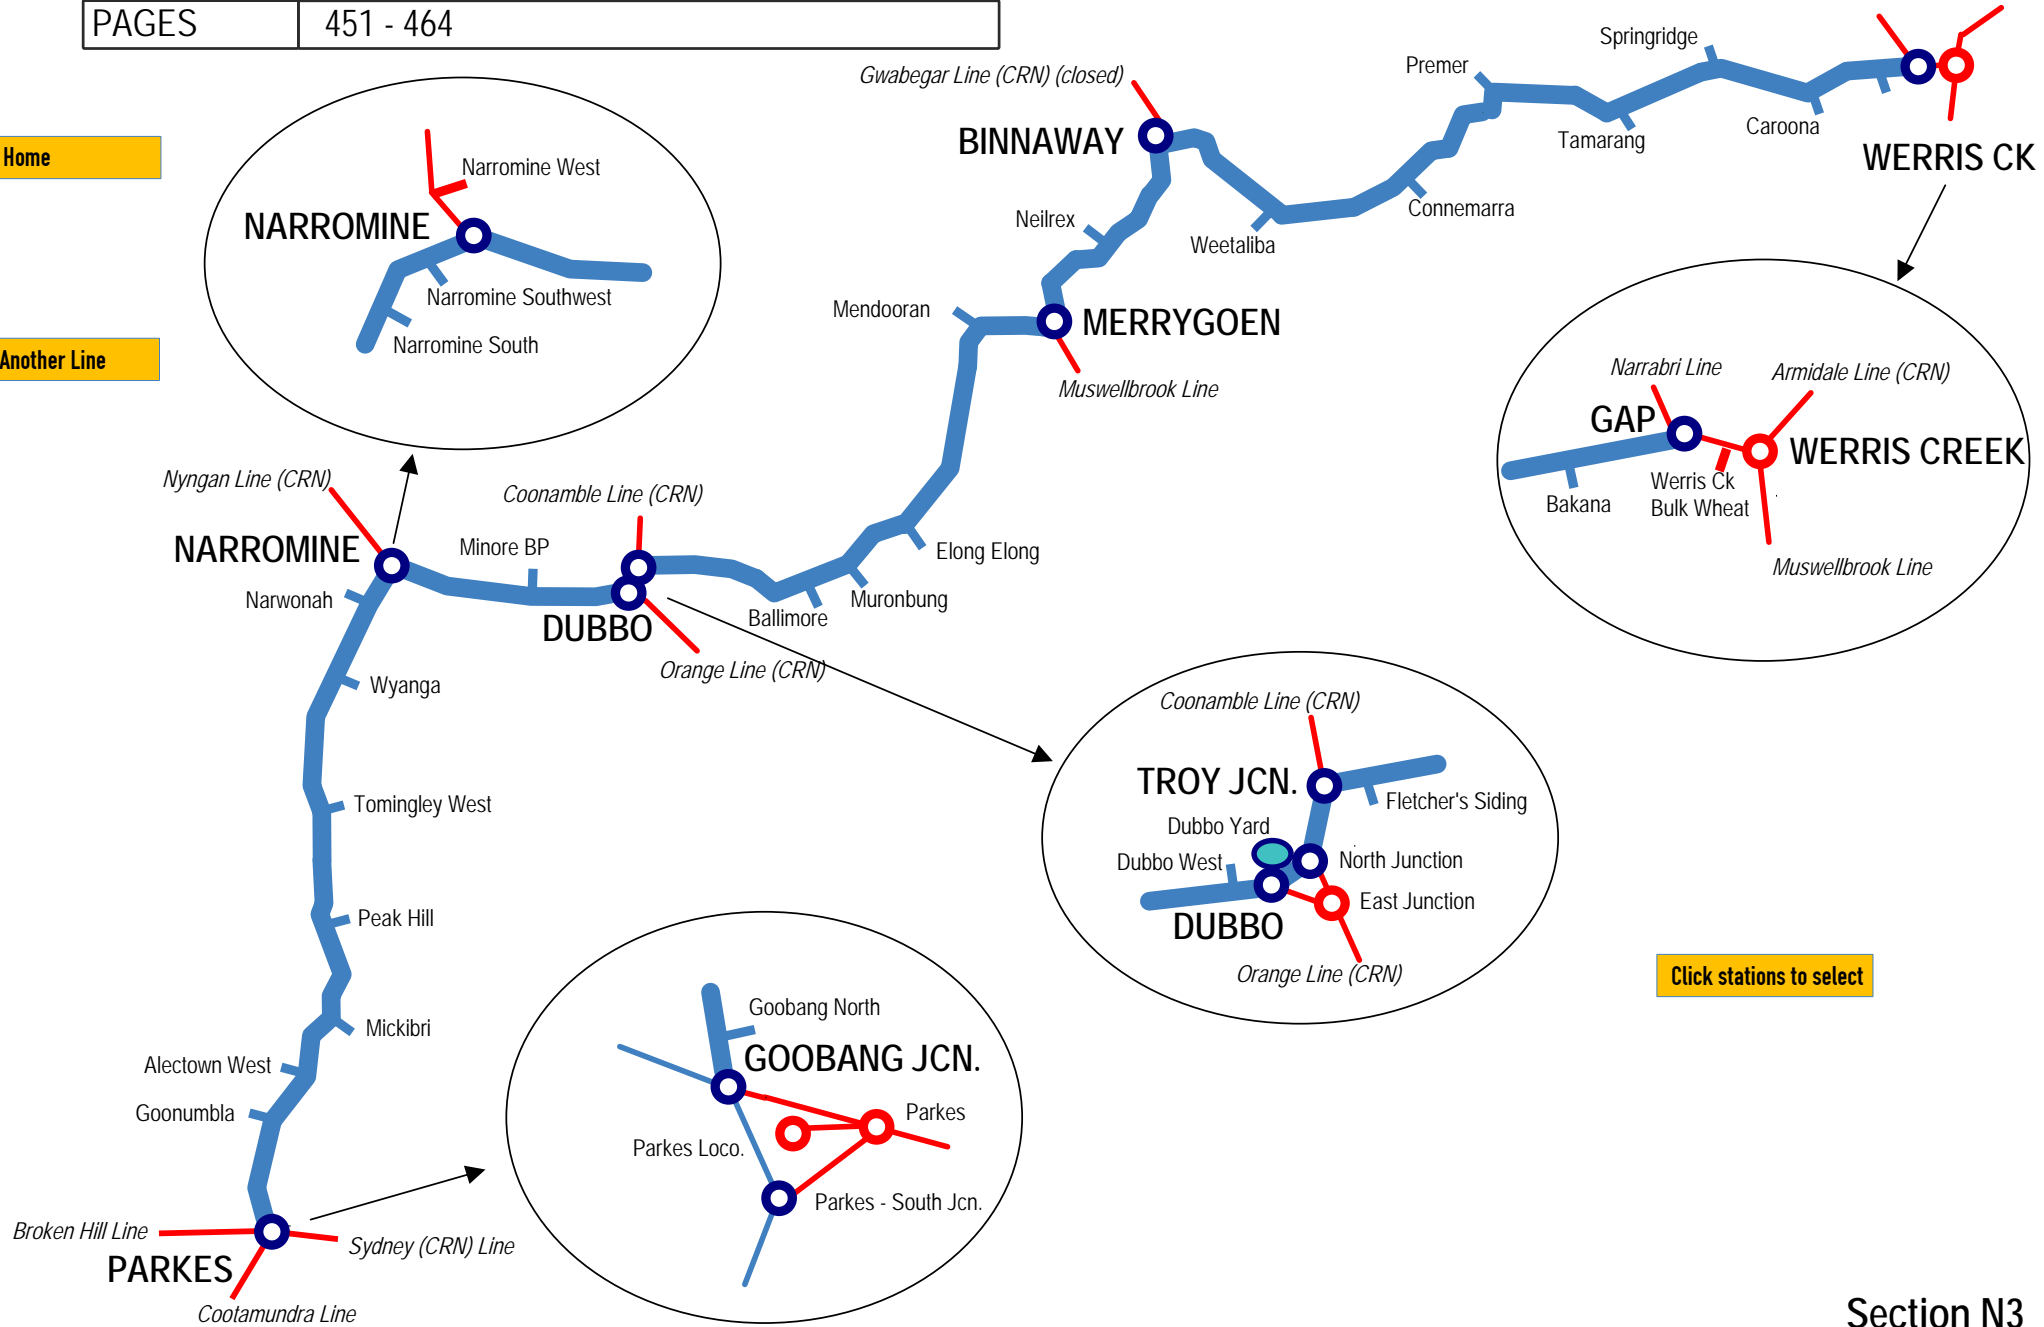 PAGES 451 - 464
Springridge
Premer
Gwabegar Line (CRN) (closed)
BINNAWAY
Tamarang
Caroona
WERRIS CK
Home
Narromine West
NARROMINE
Narromine Southwest
Narromine South
Neilrex
Weetaliba
Connemarra
Mendooran
MERRYGOEN
Muswellbrook Line
Another Line
Narrabri Line
Armidale Line (CRN)
GAP
WERRIS CREEK
Werris Ck
Bulk Wheat
Bakana
Muswellbrook Line
Nyngan Line (CRN)
Coonamble Line (CRN)
NARROMINE
Minore BP
Elong Elong
Narwonah
Muronbung
Ballimore
DUBBO
Orange Line (CRN)
Wyanga
Coonamble Line (CRN)
TROY JCN.
Fletcher's Siding
Dubbo Yard
Dubbo West
North Junction
East Junction
DUBBO
Orange Line (CRN)
Tomingley West
Peak Hill
Click stations to select
Mickibri
Goobang North
GOOBANG JCN.
Alectown West
Goonumbla
Parkes
Parkes Loco.
Parkes - South Jcn.
Broken Hill Line
Sydney (CRN) Line
PARKES
Cootamundra Line
Section N3